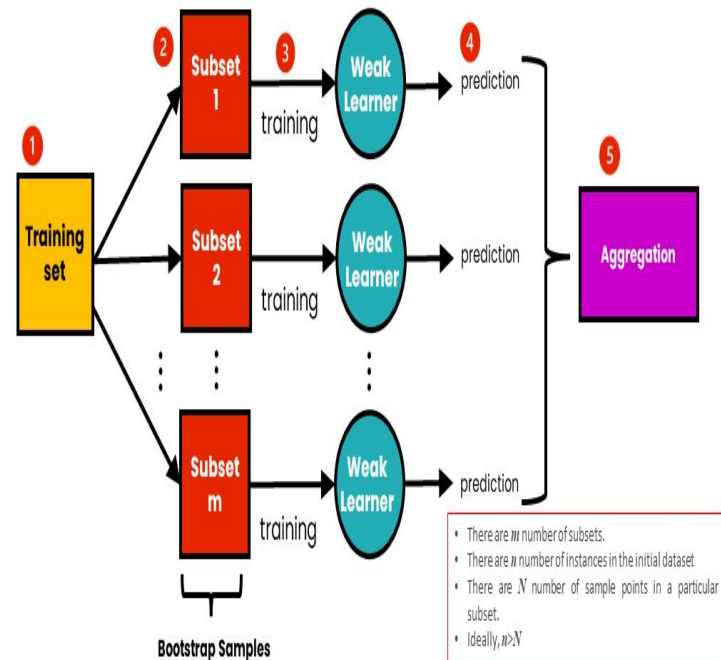 1
Training
set
2
Subset
1
3
training
Weak
Learner
4
prediction
Subset
2
training
Weak
Learner
prediction
Subset
m
training
Weak
Learner
prediction
5
Aggregation
Bootstrap Samples
• There are m number of subsets.
• There are n number of instances in the initial dataset
• There are N number of sample points in a particular
subset.
• Ideally, n>N